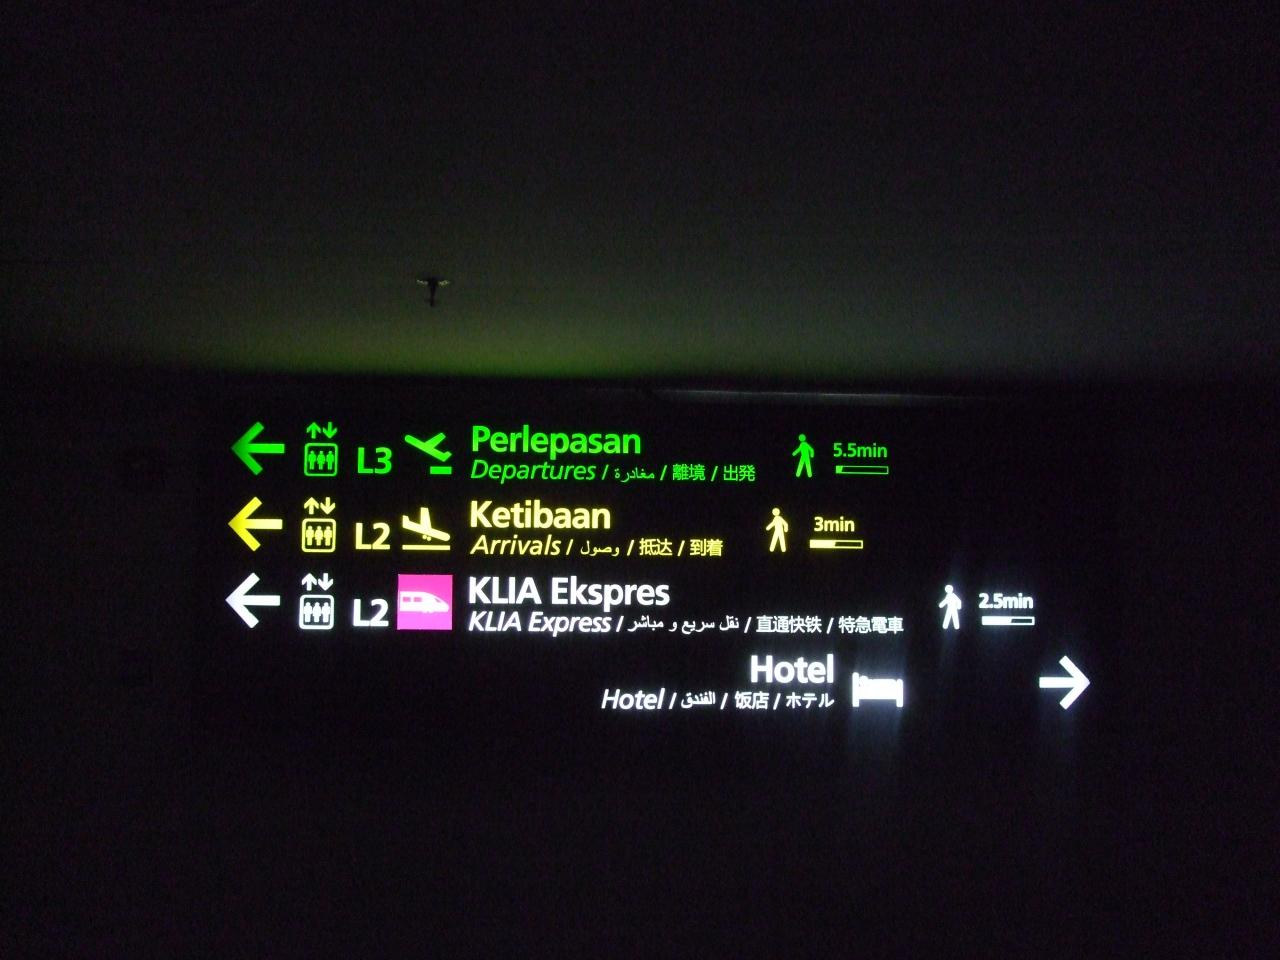 L3 Perlepasan 5.5min
Departures / مغادرة / 離境 / 出発
L2 Ketibaan 3min
Arrivals / وصول / 抵达 / 到着
L2 KLIA Ekspres 2.5min
KLIA Express / نقل سريع و مباشر / 直通快铁 / 特急電車
Hotel
Hotel / الفندق / 饭店 / ホテル